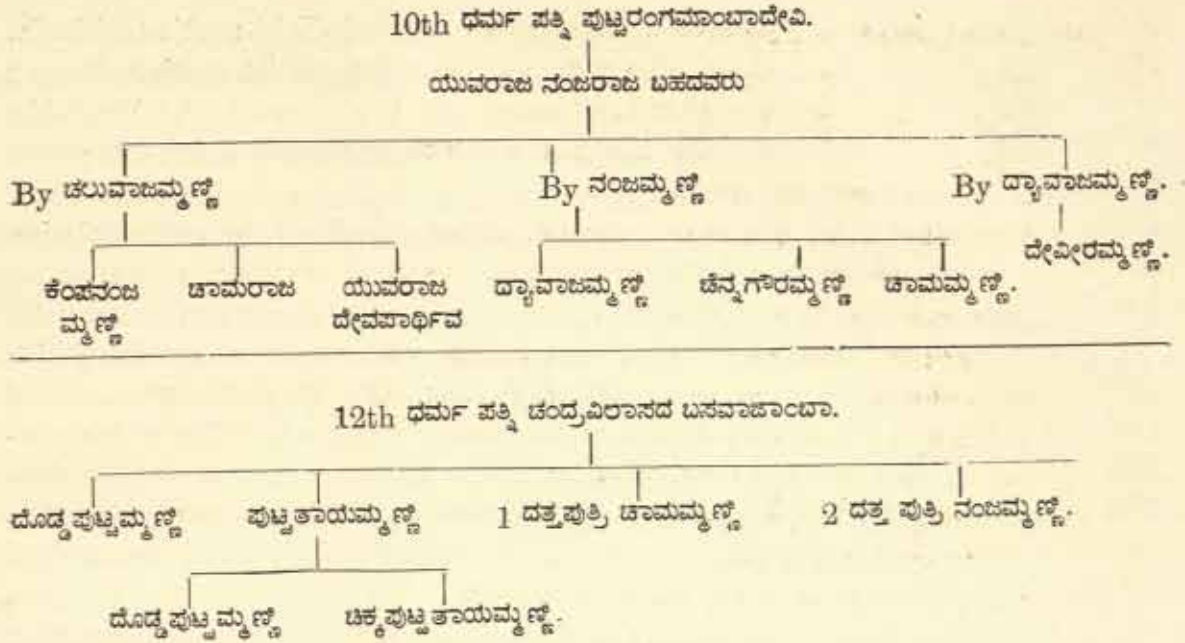 10th ಧರ್ಮ ಪತ್ನಿ ಪುಟ್ಟರಂಗಮಾಂಬಾದೇವಿ.
ಯುವರಾಜ ನಂಜರಾಜ ಬಹದವರು
By ಚಲುವಾಜಮ್ಮಣ್ಣಿ By ನಂಜಮ್ಮಣ್ಣಿ By ದ್ಯಾವಾಜಮ್ಮಣ್ಣಿ.
ದೇವೀರಮ್ಮಣ್ಣಿ.
ಕೆಂಪನಂಜ ಚಾಮರಾಜ ಯುವರಾಜ ದ್ಯಾವಾಜಮ್ಮಣ್ಣಿ ಚೆನ್ನಗೌರಮ್ಮಣ್ಣಿ ಚಾಮಮ್ಮಣ್ಣಿ.
ಮ್ಮಣ್ಣಿ ದೇವಪಾರ್ಥಿವ
12th ಧರ್ಮ ಪತ್ನಿ ಚಂದ್ರವಿಲಾಸದ ಬಸವಾಜಾಂಬಾ.
ದೊಡ್ಡಪುಟ್ಟಮ್ಮಣ್ಣಿ ಪುಟ್ಟತಾಯಮ್ಮಣ್ಣಿ 1 ದತ್ತಪುತ್ರಿ ಚಾಮಮ್ಮಣ್ಣಿ 2 ದತ್ತ ಪುತ್ರಿ ನಂಜಮ್ಮಣ್ಣಿ.
ದೊಡ್ಡಪುಟ್ಟಮ್ಮಣ್ಣಿ ಚಿಕ್ಕಪುಟ್ಟತಾಯಮ್ಮಣ್ಣಿ.